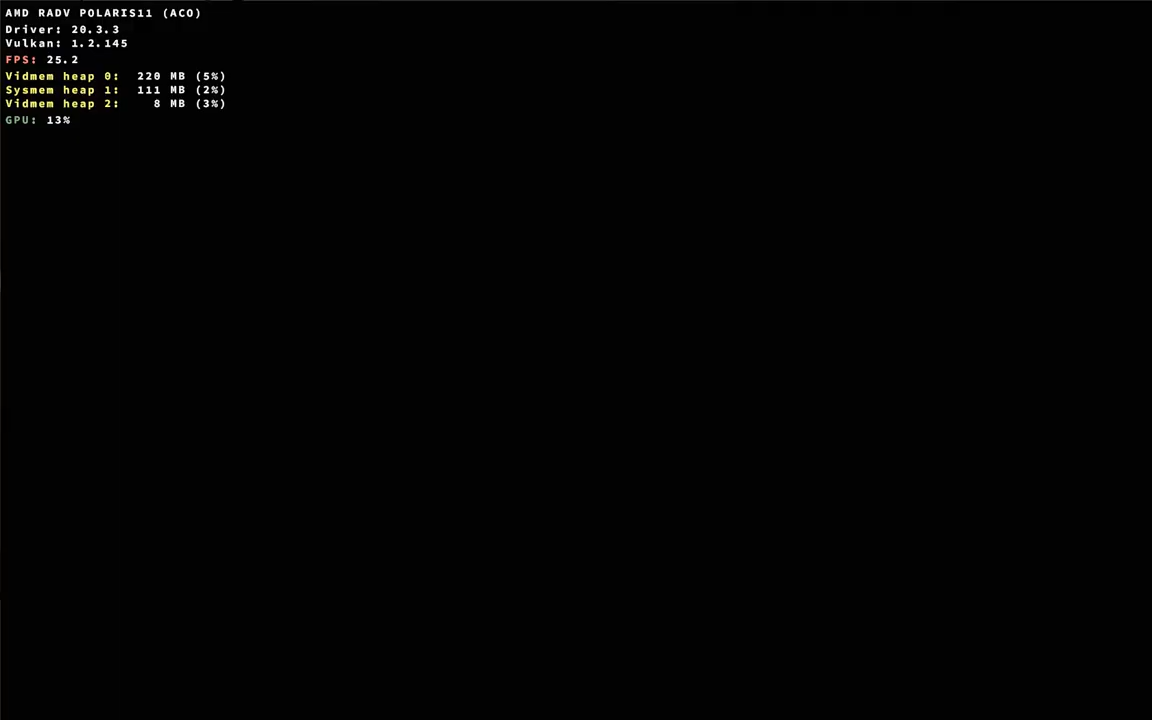 AMD RADV POLARIS11 (ACO)
Driver: 20.3.3
Vulkan: 1.2.145
FPS: 25.2
Vidmem heap 0: 220 MB (5%)
Sysmem heap 1: 111 MB (2%)
Vidmem heap 2: 8 MB (3%)
GPU: 13%